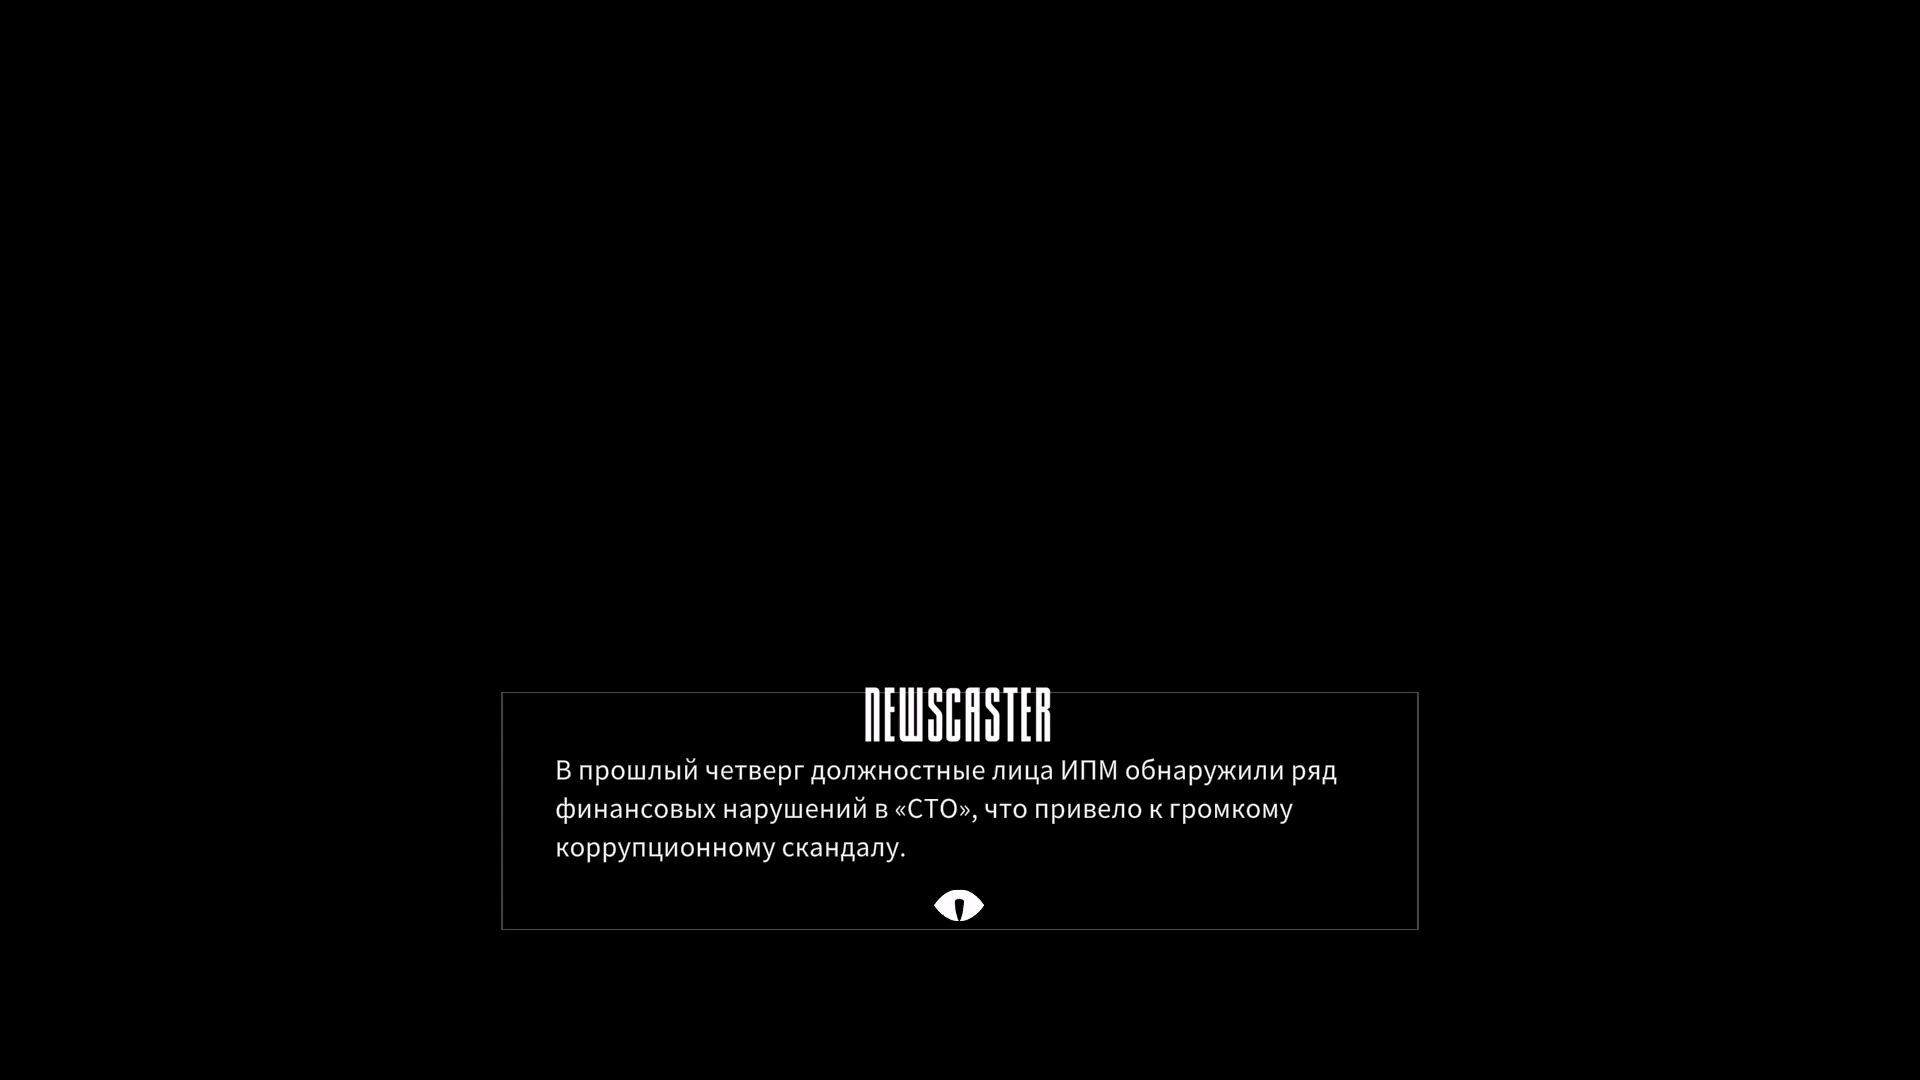 NEWSCASTER
В прошлый четверг должностные лица ИПМ обнаружили ряд
финансовых нарушений в «СТО», что привело к громкому
коррупционному скандалу.